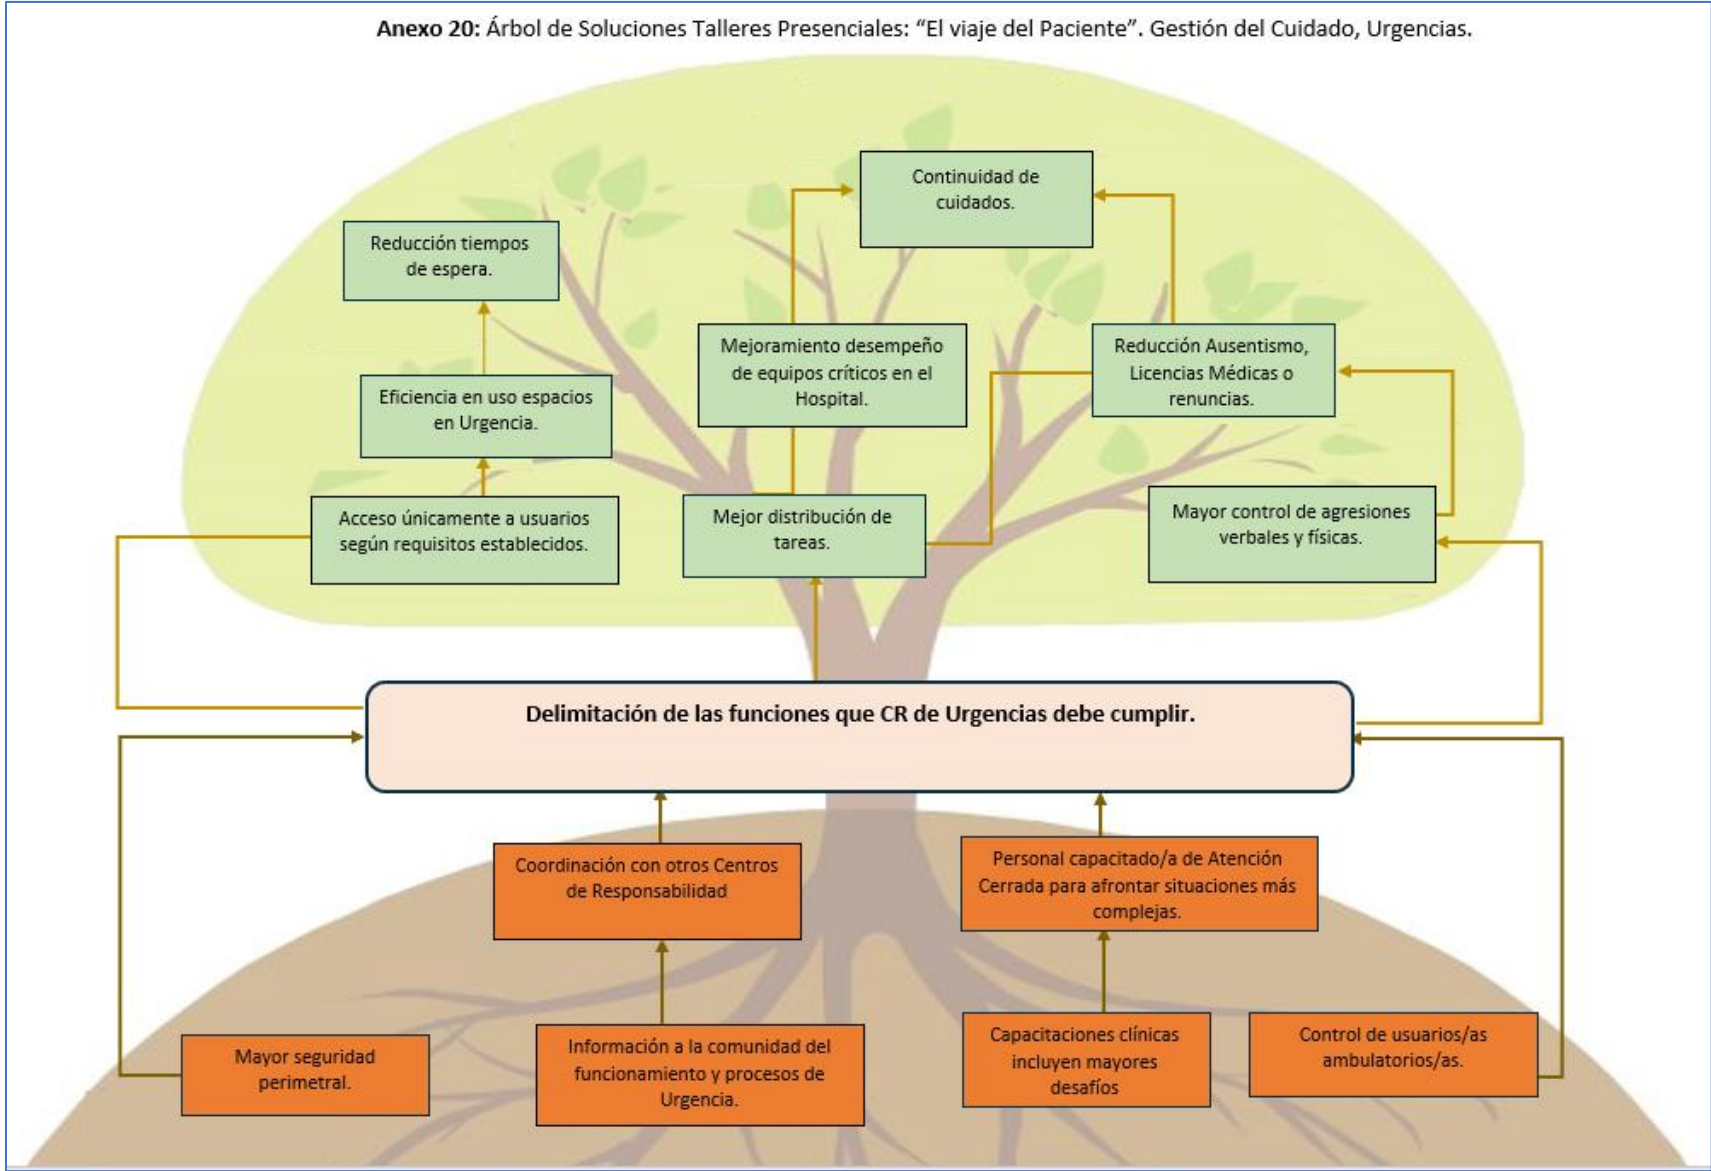 Anexo 20: Árbol de Soluciones Talleres Presenciales: “El viaje del Paciente”. Gestión del Cuidado, Urgencias.
Continuidad de
cuidados.
Reducción tiempos
de espera.
Mejoramiento desempeño
de equipos críticos en el
Hospital.
Reducción Ausentismo,
Licencias Médicas o
renuncias.
Eficiencia en uso espacios
en Urgencia.
Acceso únicamente a usuarios
según requisitos establecidos.
Mejor distribución de
tareas.
Mayor control de agresiones
verbales y físicas.
Delimitación de las funciones que CR de Urgencias debe cumplir.
Coordinación con otros Centros
de Responsabilidad
Personal capacitado/a de Atención
Cerrada para afrontar situaciones más
complejas.
Mayor seguridad
perimetral.
Información a la comunidad del
funcionamiento y procesos de
Urgencia.
Capacitaciones clínicas
incluyen mayores
desafíos
Control de usuarios/as
ambulatorios/as.